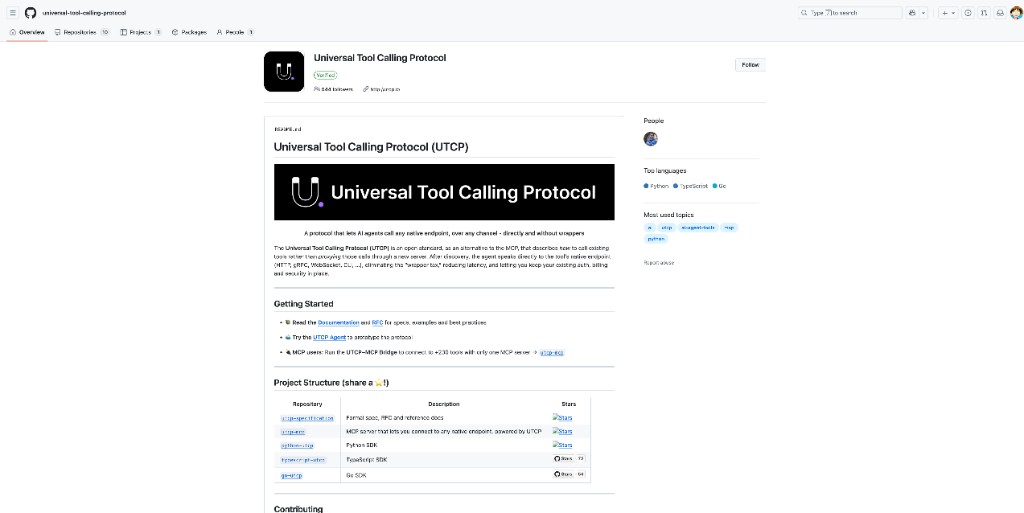 universal-tool-calling-protocol
Type / to search
Overview
Repositories 10
Projects 1
Packages
People 1
Universal Tool Calling Protocol
Verified
followers
Follow
README.md
Universal Tool Calling Protocol (UTCP)
Universal Tool Calling Protocol
A protocol that lets AI agents call any native endpoint, over any channel - directly and without wrappers
The Universal Tool Calling Protocol (UTCP) is an open standard, as an alternative to the MCP, that describes how to call existing
tools rather than proxying those calls through a new server. After discovery, the agent speaks directly to the tool's native endpoint
(HTTP, gRPC, WebSocket, CLI, …), eliminating the "wrapper tax," reducing latency, and letting you keep your existing auth, billing
and security in place.
Getting Started
• Read the Documentation and RFC for specs, examples and best practices
• Try the UTCP Agent to prototype the protocol
• MCP users: Run the UTCP-MCP Bridge to connect to +230 tools with only one MCP server → utcp-mcp
Project Structure (share a ⭐!)
Repository Description Stars
utcp-specification Formal spec, RFC and reference docs Stars
utcp-mcp MCP server that lets you connect to any native endpoint, powered by UTCP Stars
python-utcp Python SDK Stars
typescript-utcp TypeScript SDK Stars
go-utcp Go SDK Stars
Contributing
People
Top languages
Python TypeScript Go
Most used topics
ai utcp ai-agent-tools mcp
python
Report abuse